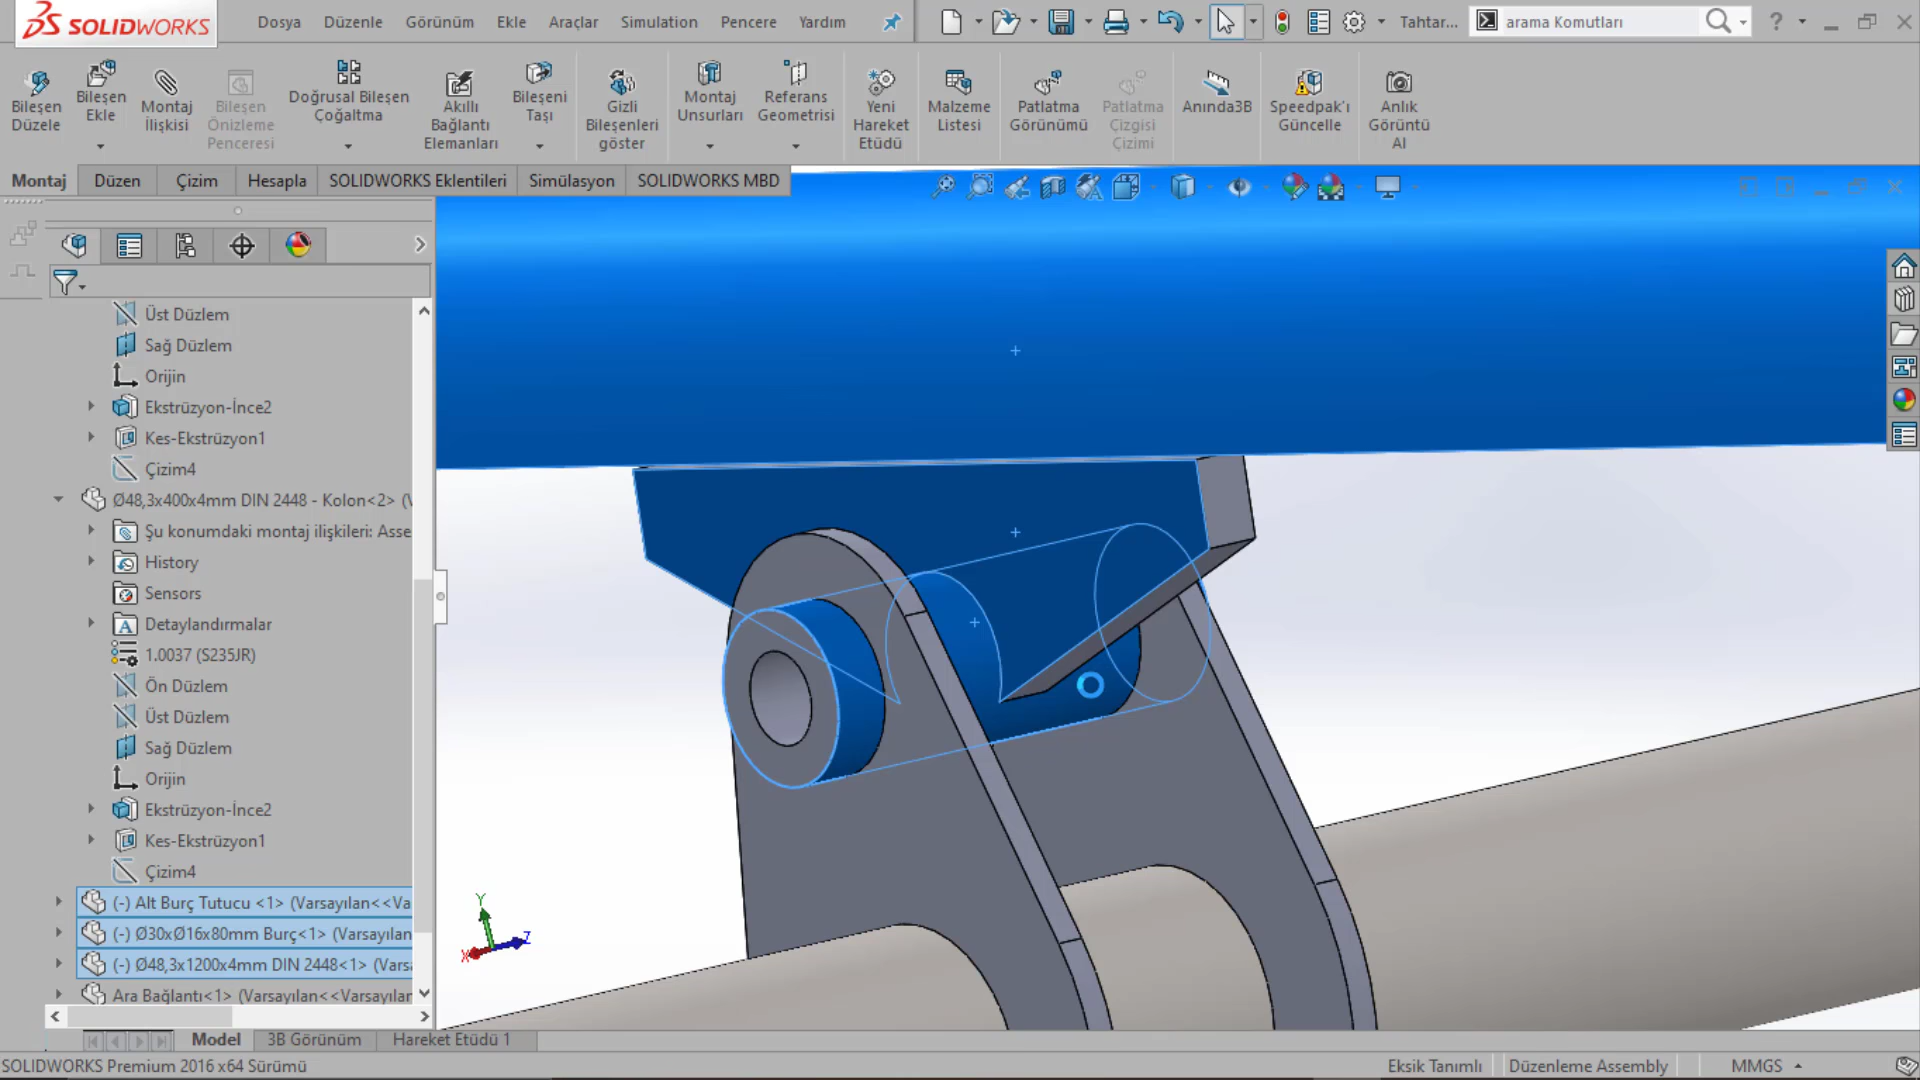 SOLIDWORKS
Dosya Düzenle Görünüm Ekle Araçlar Simulation Pencere Yardım
Tahtar... arama Komutları
Bileşen Düzele
Bileşen Ekle
Montaj İlişkisi
Bileşen Önizleme Penceresi
Doğrusal Bileşen Çoğaltma
Akıllı Bağlantı Elemanları
Bileşeni Taşı
Gizli Bileşenleri göster
Montaj Unsurları
Referans Geometrisi
Yeni Hareket Etüdü
Malzeme Listesi
Patlatma Görünümü
Patlatma Çizgisi Çizimi
Anında3B
Speedpak'ı Güncelle
Anlık Görüntü Al
Montaj Düzen Çizim Hesapla SOLIDWORKS Eklentileri Simülasyon SOLIDWORKS MBD
Üst Düzlem
Sağ Düzlem
Orijin
Ekstrüzyon-İnce2
Kes-Ekstrüzyon1
Çizim4
Ø48,3x400x4mm DIN 2448 - Kolon<2> (V
Şu konumdaki montaj ilişkileri: Asse
History
Sensors
Detaylandırmalar
1.0037 (S235JR)
Ön Düzlem
Üst Düzlem
Sağ Düzlem
Orijin
Ekstrüzyon-İnce2
Kes-Ekstrüzyon1
Çizim4
(-) Alt Burç Tutucu <1> (Varsayılan<<Va
(-) Ø30xØ16x80mm Burç<1> (Varsayılan
(-) Ø48,3x1200x4mm DIN 2448<1> (Varsa
Ara Bağlantı<1> (Varsayılan<<Varsayılan
Y
X
Z
Model 3B Görünüm Hareket Etüdü 1
SOLIDWORKS Premium 2016 x64 Sürümü
Eksik Tanımlı Düzenleme Assembly MMGS